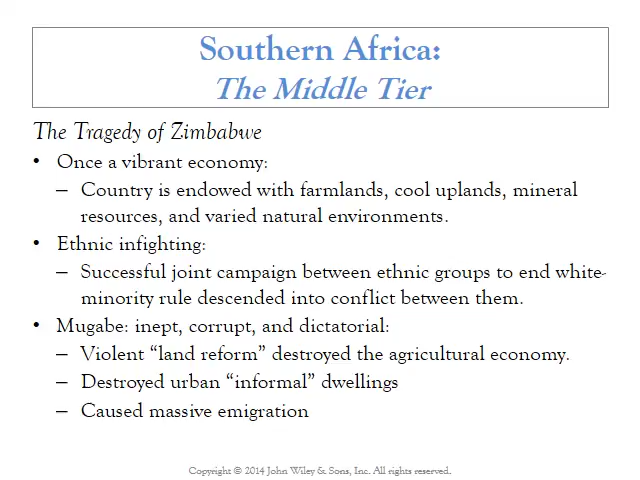 Southern Africa:
The Middle Tier
The Tragedy of Zimbabwe
• Once a vibrant economy:
– Country is endowed with farmlands, cool uplands, mineral
resources, and varied natural environments.
• Ethnic infighting:
– Successful joint campaign between ethnic groups to end white-
minority rule descended into conflict between them.
• Mugabe: inept, corrupt, and dictatorial:
– Violent “land reform” destroyed the agricultural economy.
– Destroyed urban “informal” dwellings
– Caused massive emigration
Copyright © 2014 John Wiley & Sons, Inc. All rights reserved.